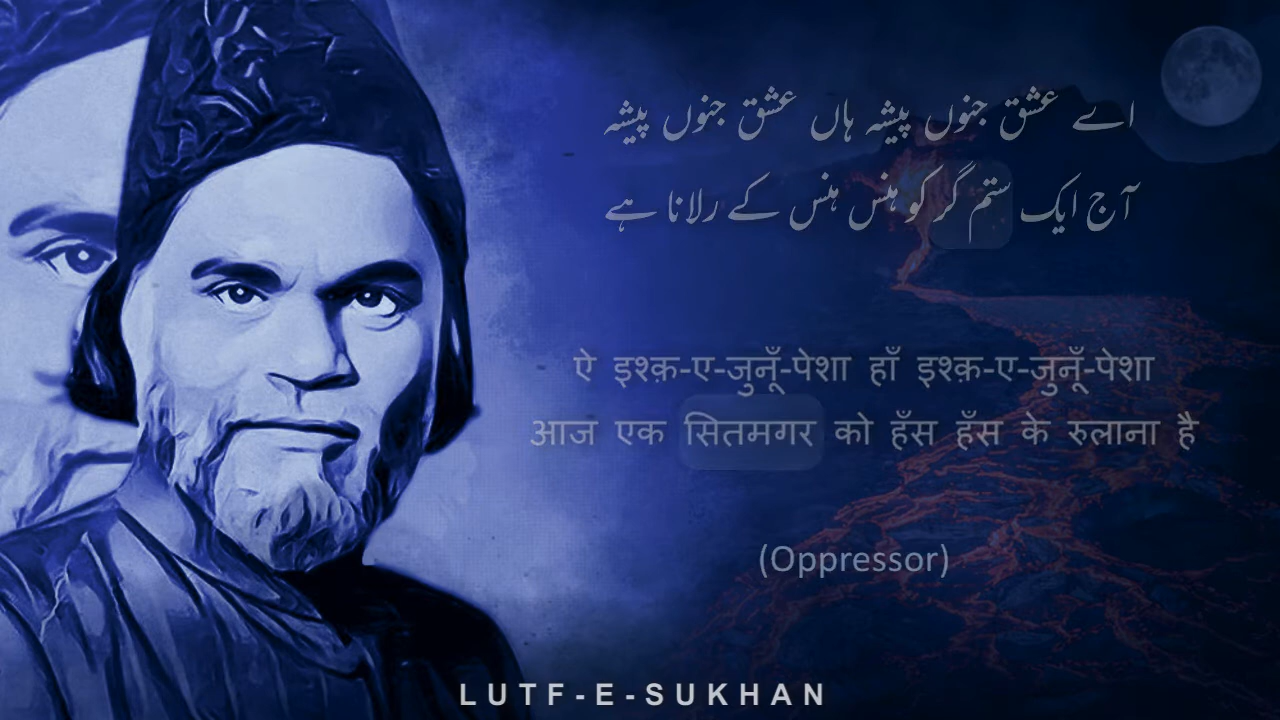 اے عشق جنوں پیشہ ہاں عشق جنوں پیشہ
آج ایک ستم گر کو ہنس ہنس کے رلانا ہے
ऐ इश्क़-ए-जुनूँ-पेशा हाँ इश्क़-ए-जुनूँ-पेशा
आज एक सितमगर को हँस हँस के रुलाना है
(Oppressor)
LUTF-E-SUKHAN